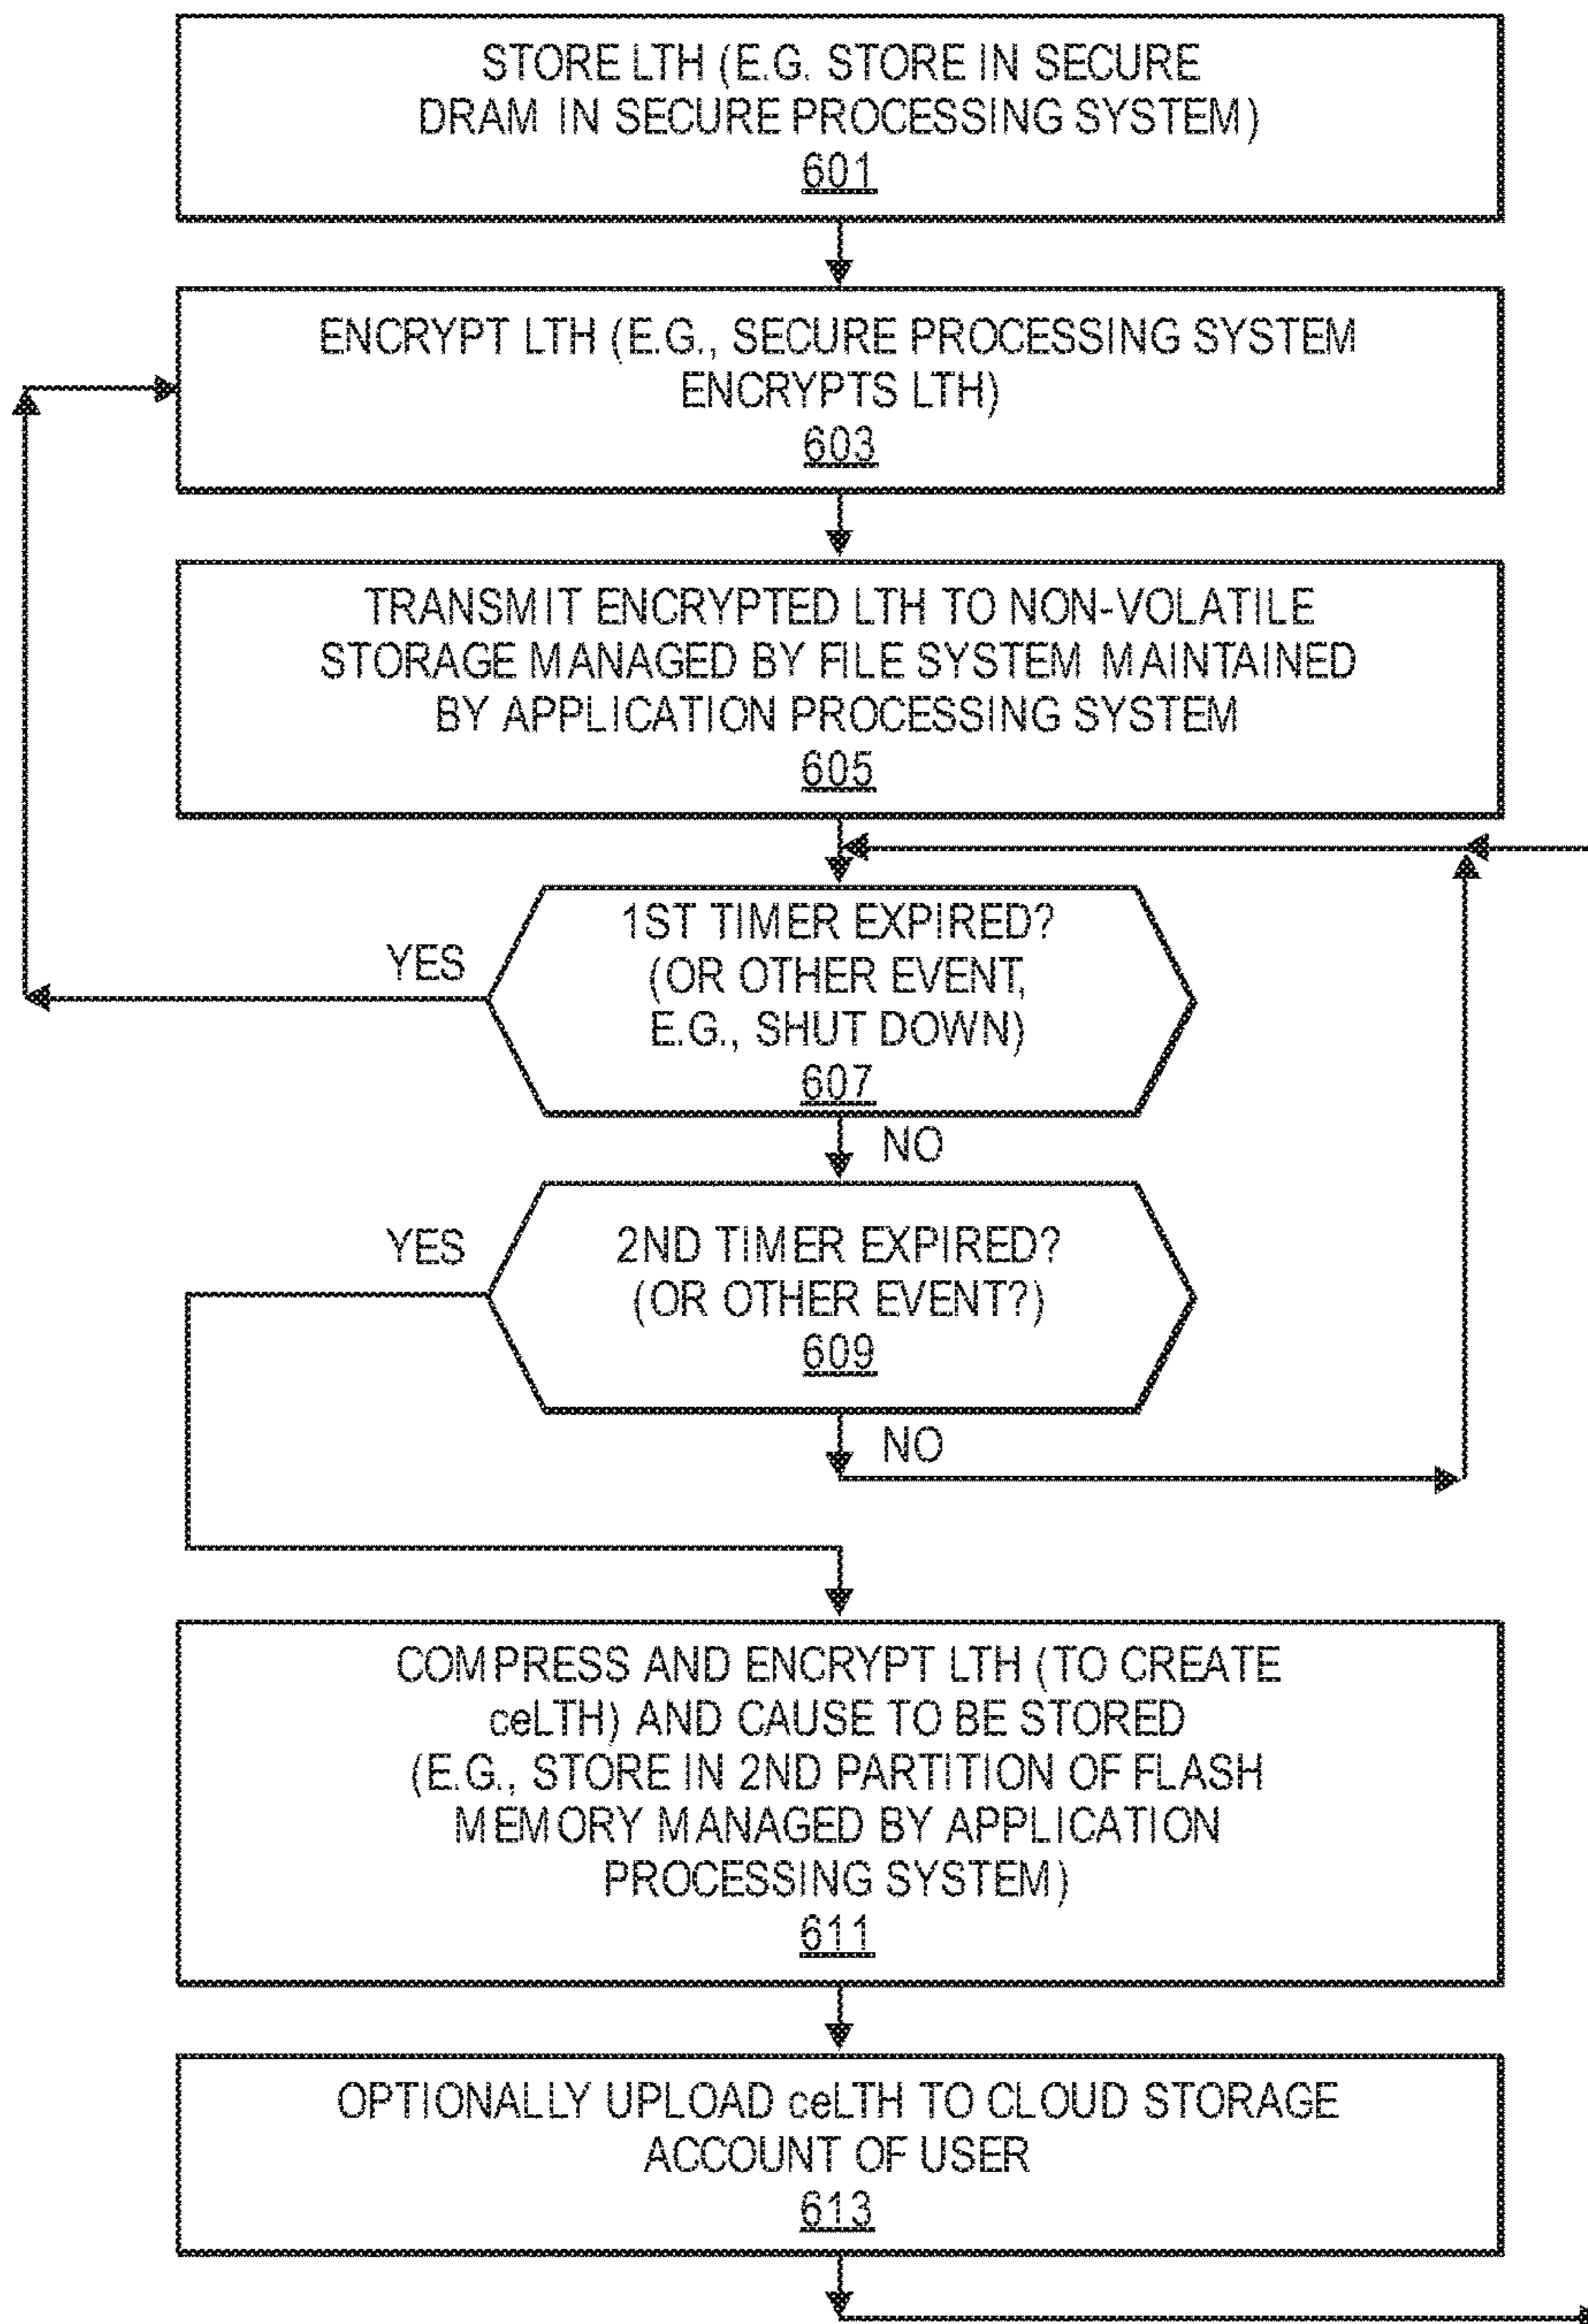 STORE LTH (E.G. STORE IN SECURE
DRAM IN SECURE PROCESSING SYSTEM)
601
ENCRYPT LTH (E.G., SECURE PROCESSING SYSTEM
ENCRYPTS LTH)
603
TRANSMIT ENCRYPTED LTH TO NON-VOLATILE
STORAGE MANAGED BY FILE SYSTEM MAINTAINED
BY APPLICATION PROCESSING SYSTEM
605
1ST TIMER EXPIRED?
(OR OTHER EVENT,
E.G., SHUT DOWN)
607
YES
NO
2ND TIMER EXPIRED?
(OR OTHER EVENT?)
609
YES
NO
COMPRESS AND ENCRYPT LTH (TO CREATE
ceLTH) AND CAUSE TO BE STORED
(E.G., STORE IN 2ND PARTITION OF FLASH
MEMORY MANAGED BY APPLICATION
PROCESSING SYSTEM)
611
OPTIONALLY UPLOAD ceLTH TO CLOUD STORAGE
ACCOUNT OF USER
613